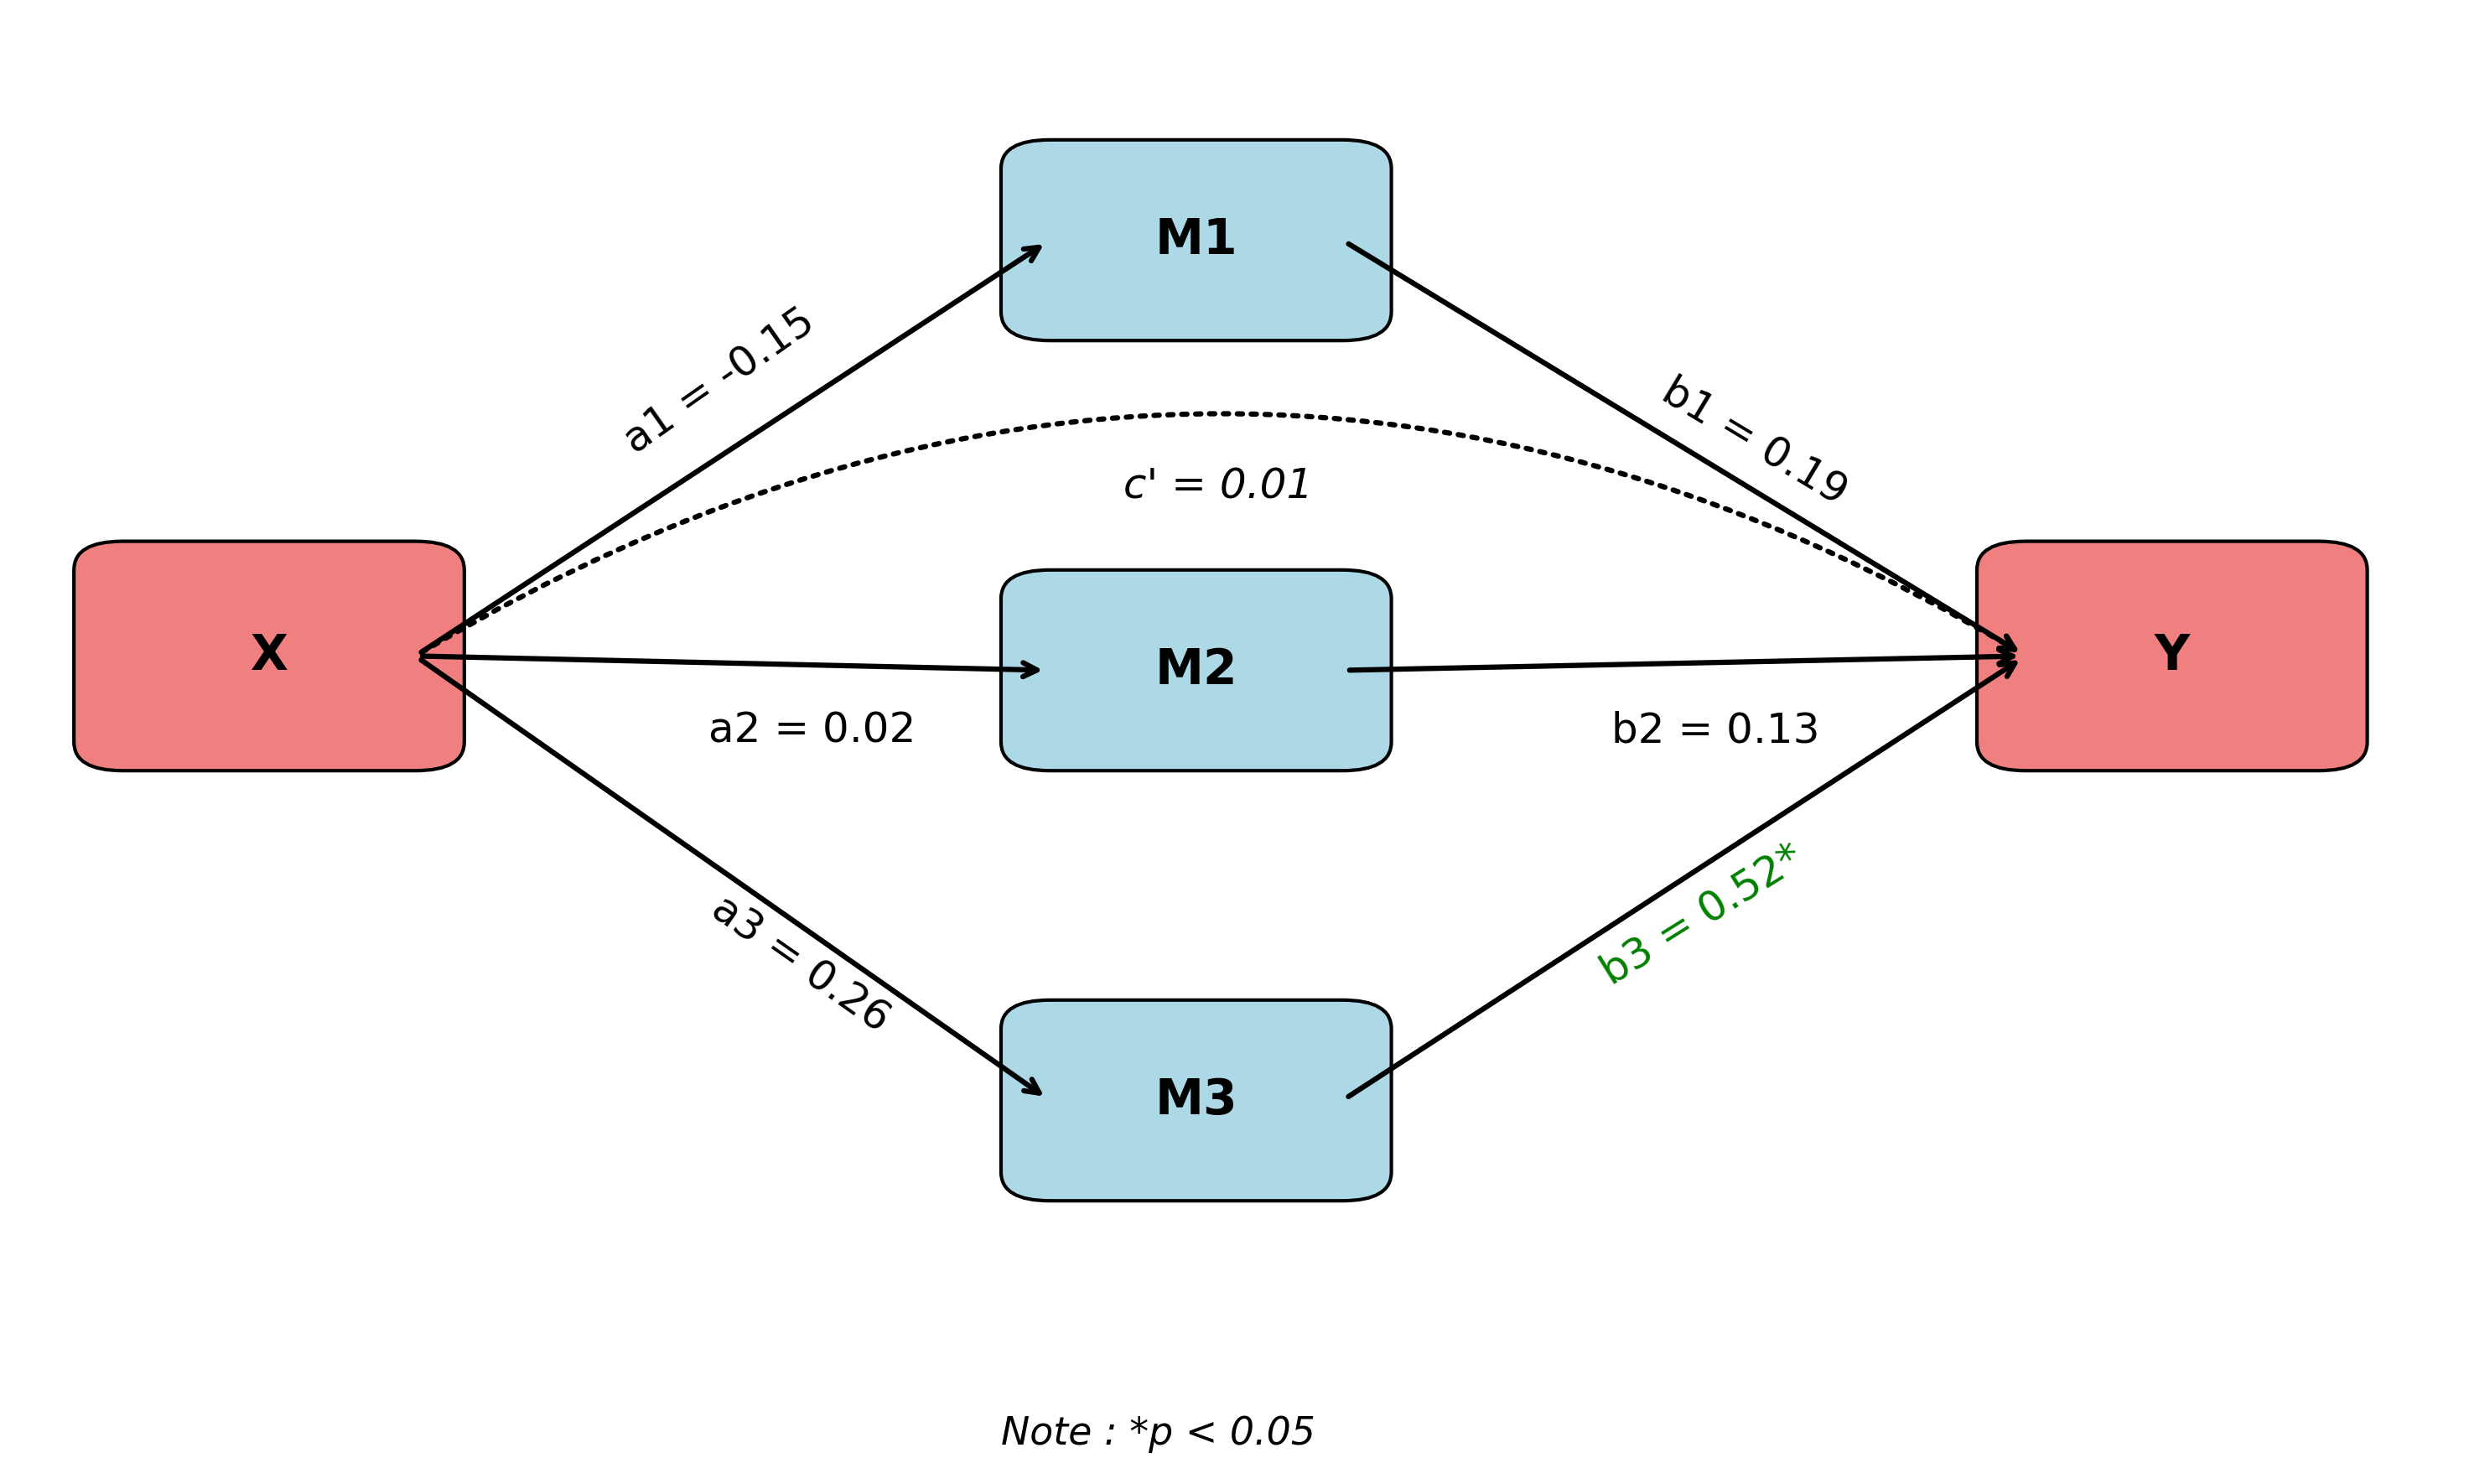 M1
a1 = -0.15
b1 = 0.19
c' = 0.01
X
M2
Y
a2 = 0.02
b2 = 0.13
a3 = 0.26
b3 = 0.52*
M3
Note : *p < 0.05